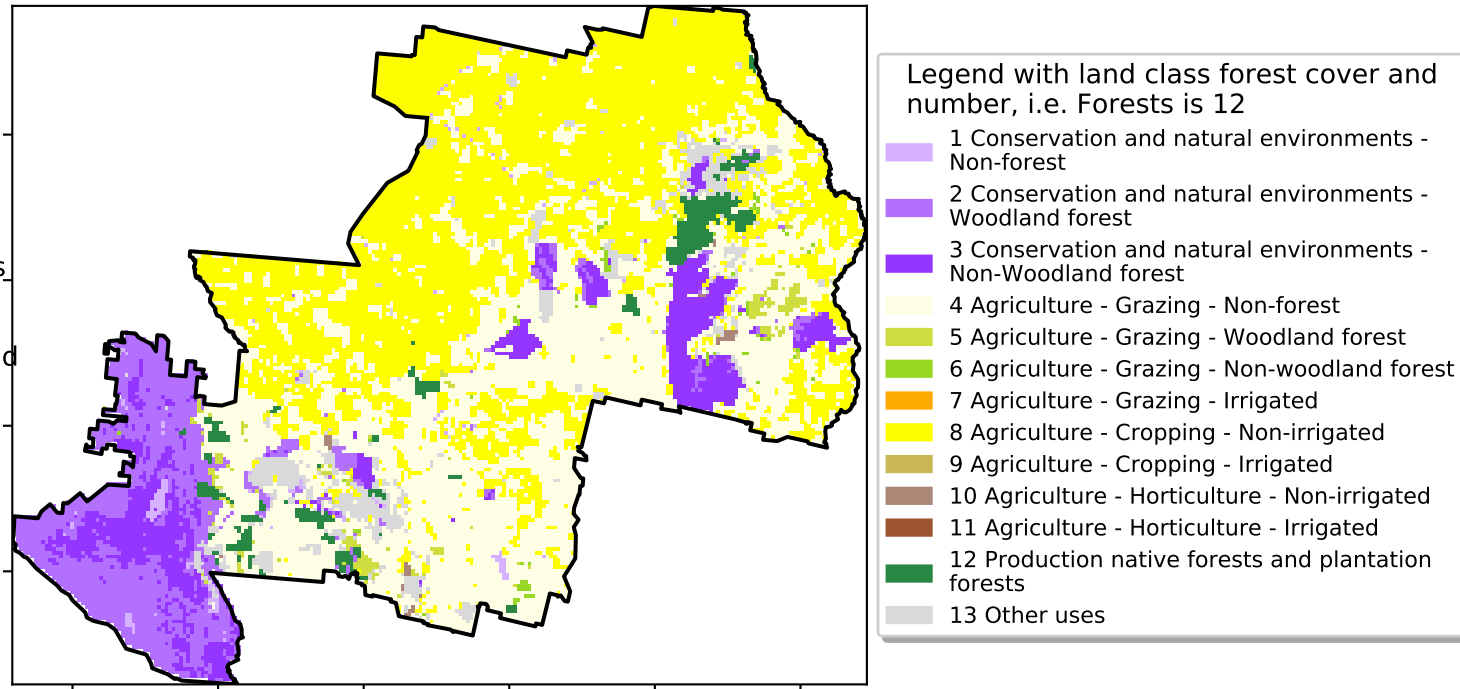 s
d
Legend with land class forest cover and
number, i.e. Forests is 12
1 Conservation and natural environments -
Non-forest
2 Conservation and natural environments -
Woodland forest
3 Conservation and natural environments -
Non-Woodland forest
4 Agriculture - Grazing - Non-forest
5 Agriculture - Grazing - Woodland forest
6 Agriculture - Grazing - Non-woodland forest
7 Agriculture - Grazing - Irrigated
8 Agriculture - Cropping - Non-irrigated
9 Agriculture - Cropping - Irrigated
10 Agriculture - Horticulture - Non-irrigated
11 Agriculture - Horticulture - Irrigated
12 Production native forests and plantation
forests
13 Other uses